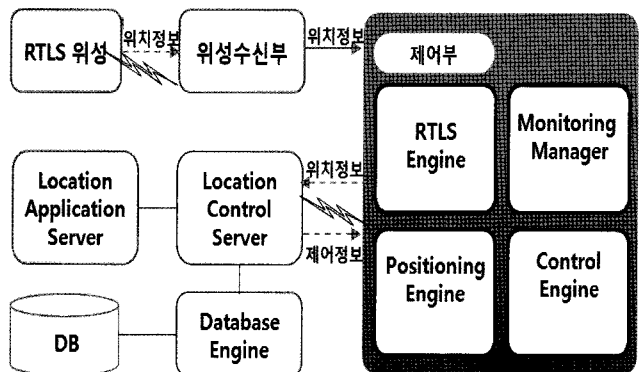 RTLS 위성
위치정보
위성수신부
위치정보
제어부
RTLS
Engine
Monitoring
Manager
Location
Application
Server
Location
Control
Server
위치정보
제어정보
Positioning
Engine
Control
Engine
DB
Database
Engine